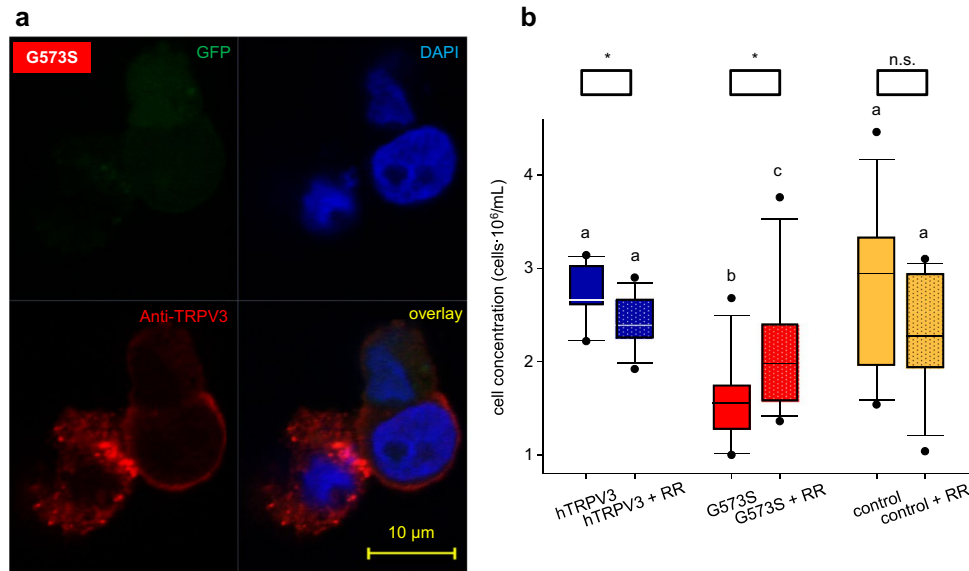 a
G573S
GFP
DAPI
Anti-TRPV3
overlay
10 µm
b
*
*
n.s.
cell concentration (cells·10⁶/mL)
4
3
2
1
a
a
b
c
a
a
hTRPV3
hTRPV3 + RR
G573S
G573S + RR
control
control + RR